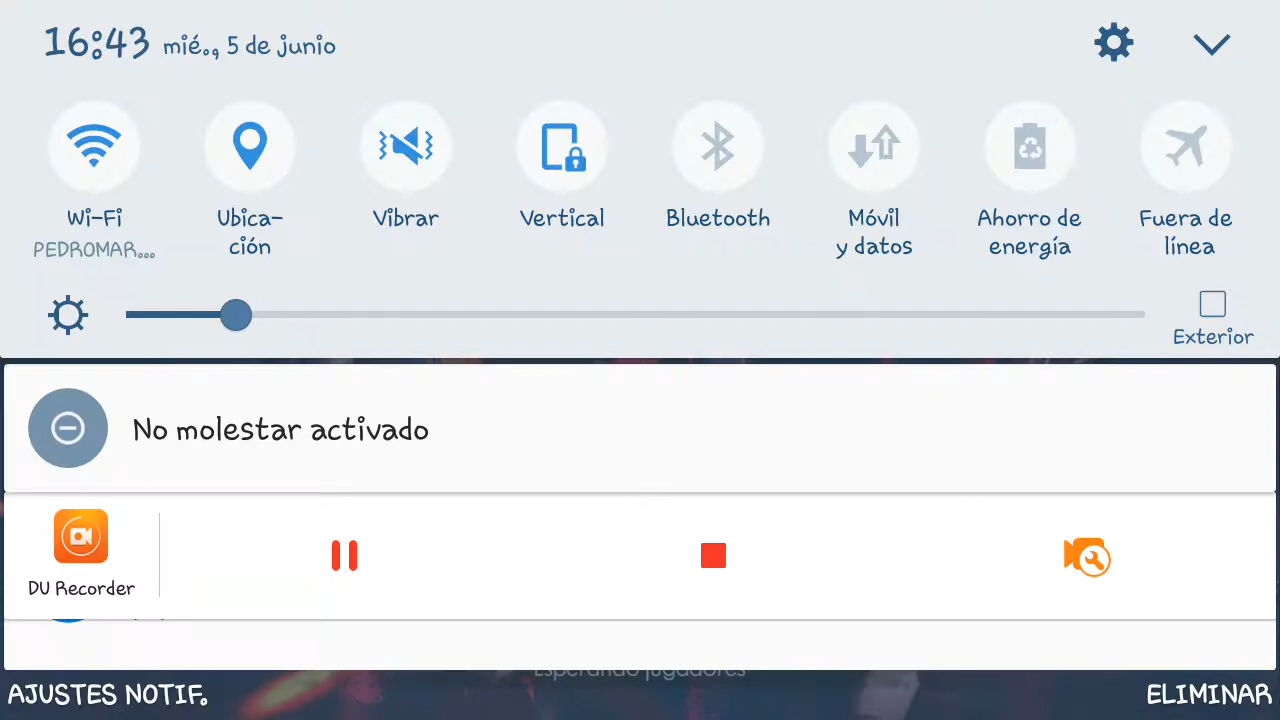 16:43 mié., 5 de junio
Wi-Fi
PEDROMAR...
Ubica-
ción
Vibrar
Vertical
Bluetooth
Móvil
y datos
Ahorro de
energía
Fuera de
línea
Exterior
No molestar activado
DU Recorder
Esperando jugadores
AJUSTES NOTIF.
ELIMINAR